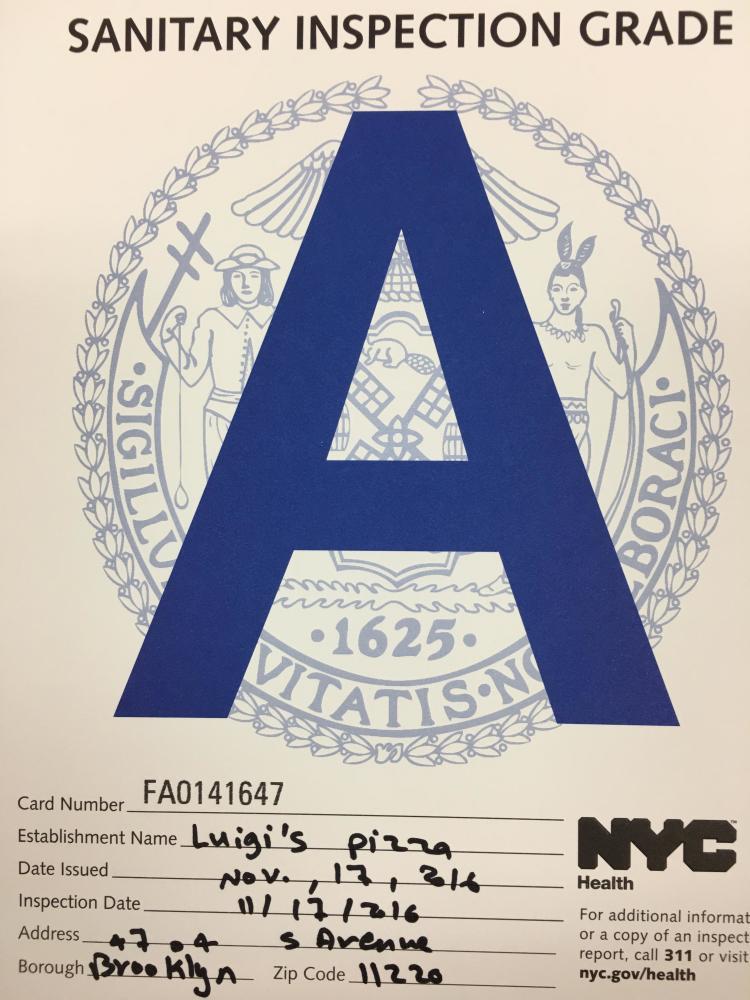 SANITARY INSPECTION GRADE
A
·SIGILLU
BORACI·
·1625·
VITATIS·NO
Card Number FA0141647
Establishment Name Luigi's pizza
Date Issued Nov., 17, 2016
Inspection Date 11/17/2016
Address 4704 5 Avenue
Borough Brooklyn Zip Code 11220
NYC
Health
For additional informat
or a copy of an inspect
report, call 311 or visit
nyc.gov/health